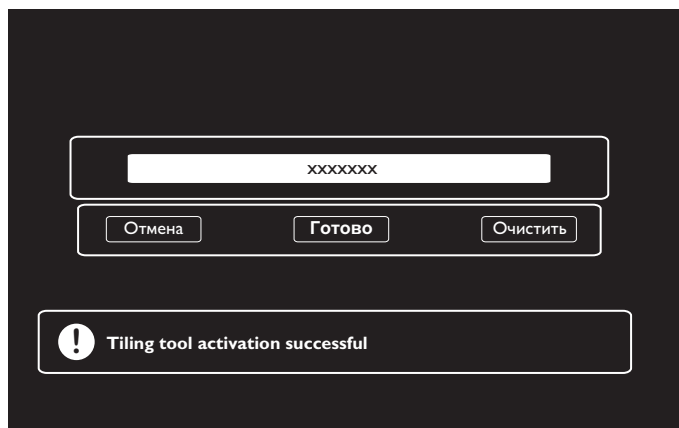 xxxxxxx
Отмена Готово Очистить
Tiling tool activation successful